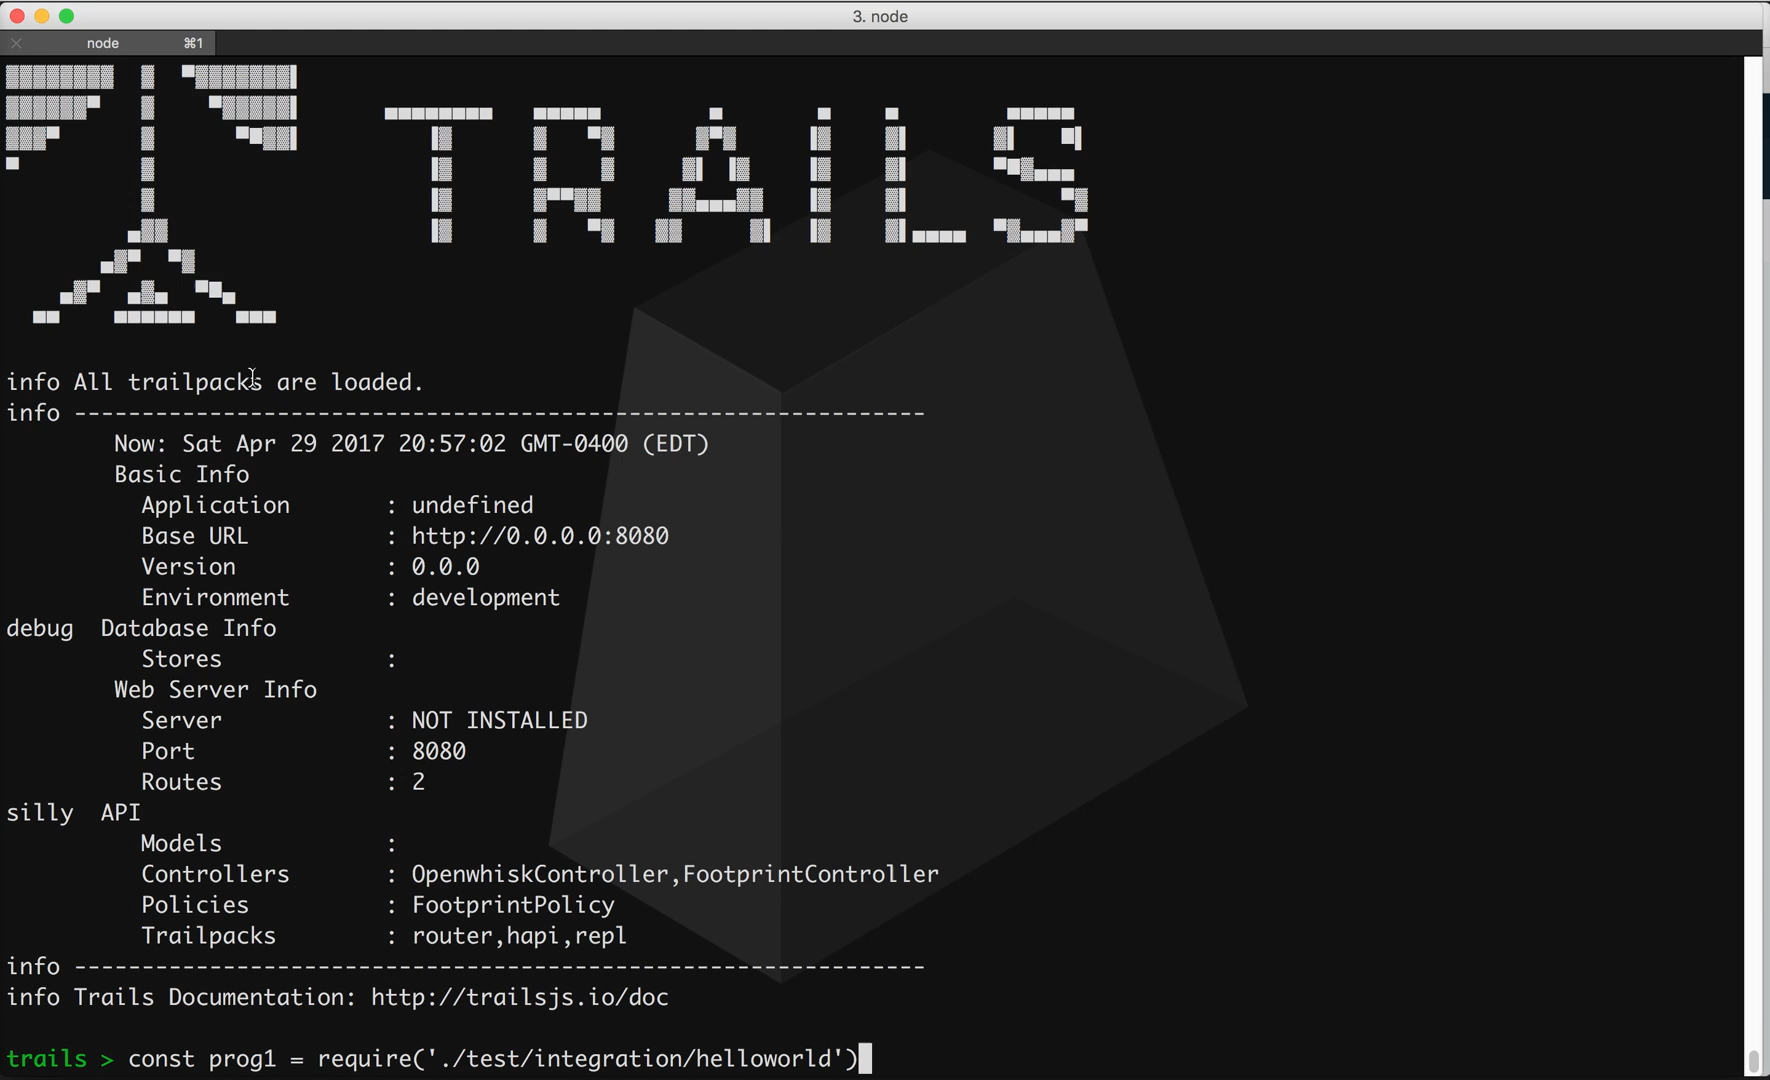 3. node
node ⌘1
TRAILS
info All trailpacks are loaded.
info ---------------------------------------------------------------
Now: Sat Apr 29 2017 20:57:02 GMT-0400 (EDT)
Basic Info
Application : undefined
Base URL : http://0.0.0.0:8080
Version : 0.0.0
Environment : development
debug Database Info
Stores :
Web Server Info
Server : NOT INSTALLED
Port : 8080
Routes : 2
silly API
Models :
Controllers : OpenwhiskController,FootprintController
Policies : FootprintPolicy
Trailpacks : router,hapi,repl
info ---------------------------------------------------------------
info Trails Documentation: http://trailsjs.io/doc
trails > const prog1 = require('./test/integration/helloworld')